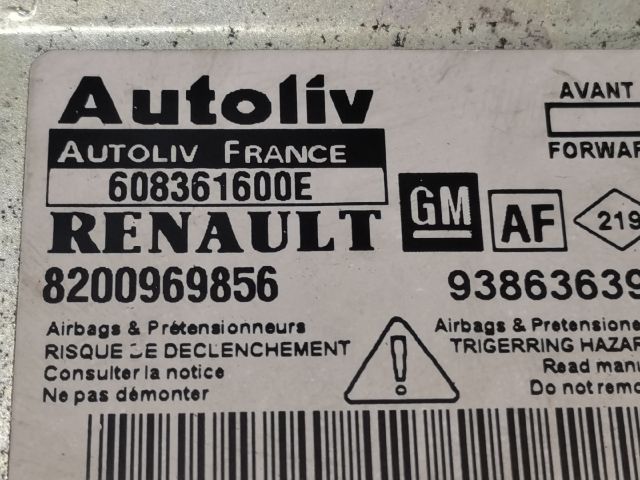 Autoliv
AVANT
AUTOLIV FRANCE
FORWAR
608361600E
GM
AF
219
RENAULT
8200969856
93863639
Airbags & Prétensionneurs
RISQUE DE DECLENCHEMENT
Consulter la notice
Ne pas démonter
!
Airbags & Pretensione
TRIGERRING HAZAR
Read manu
Do not remo